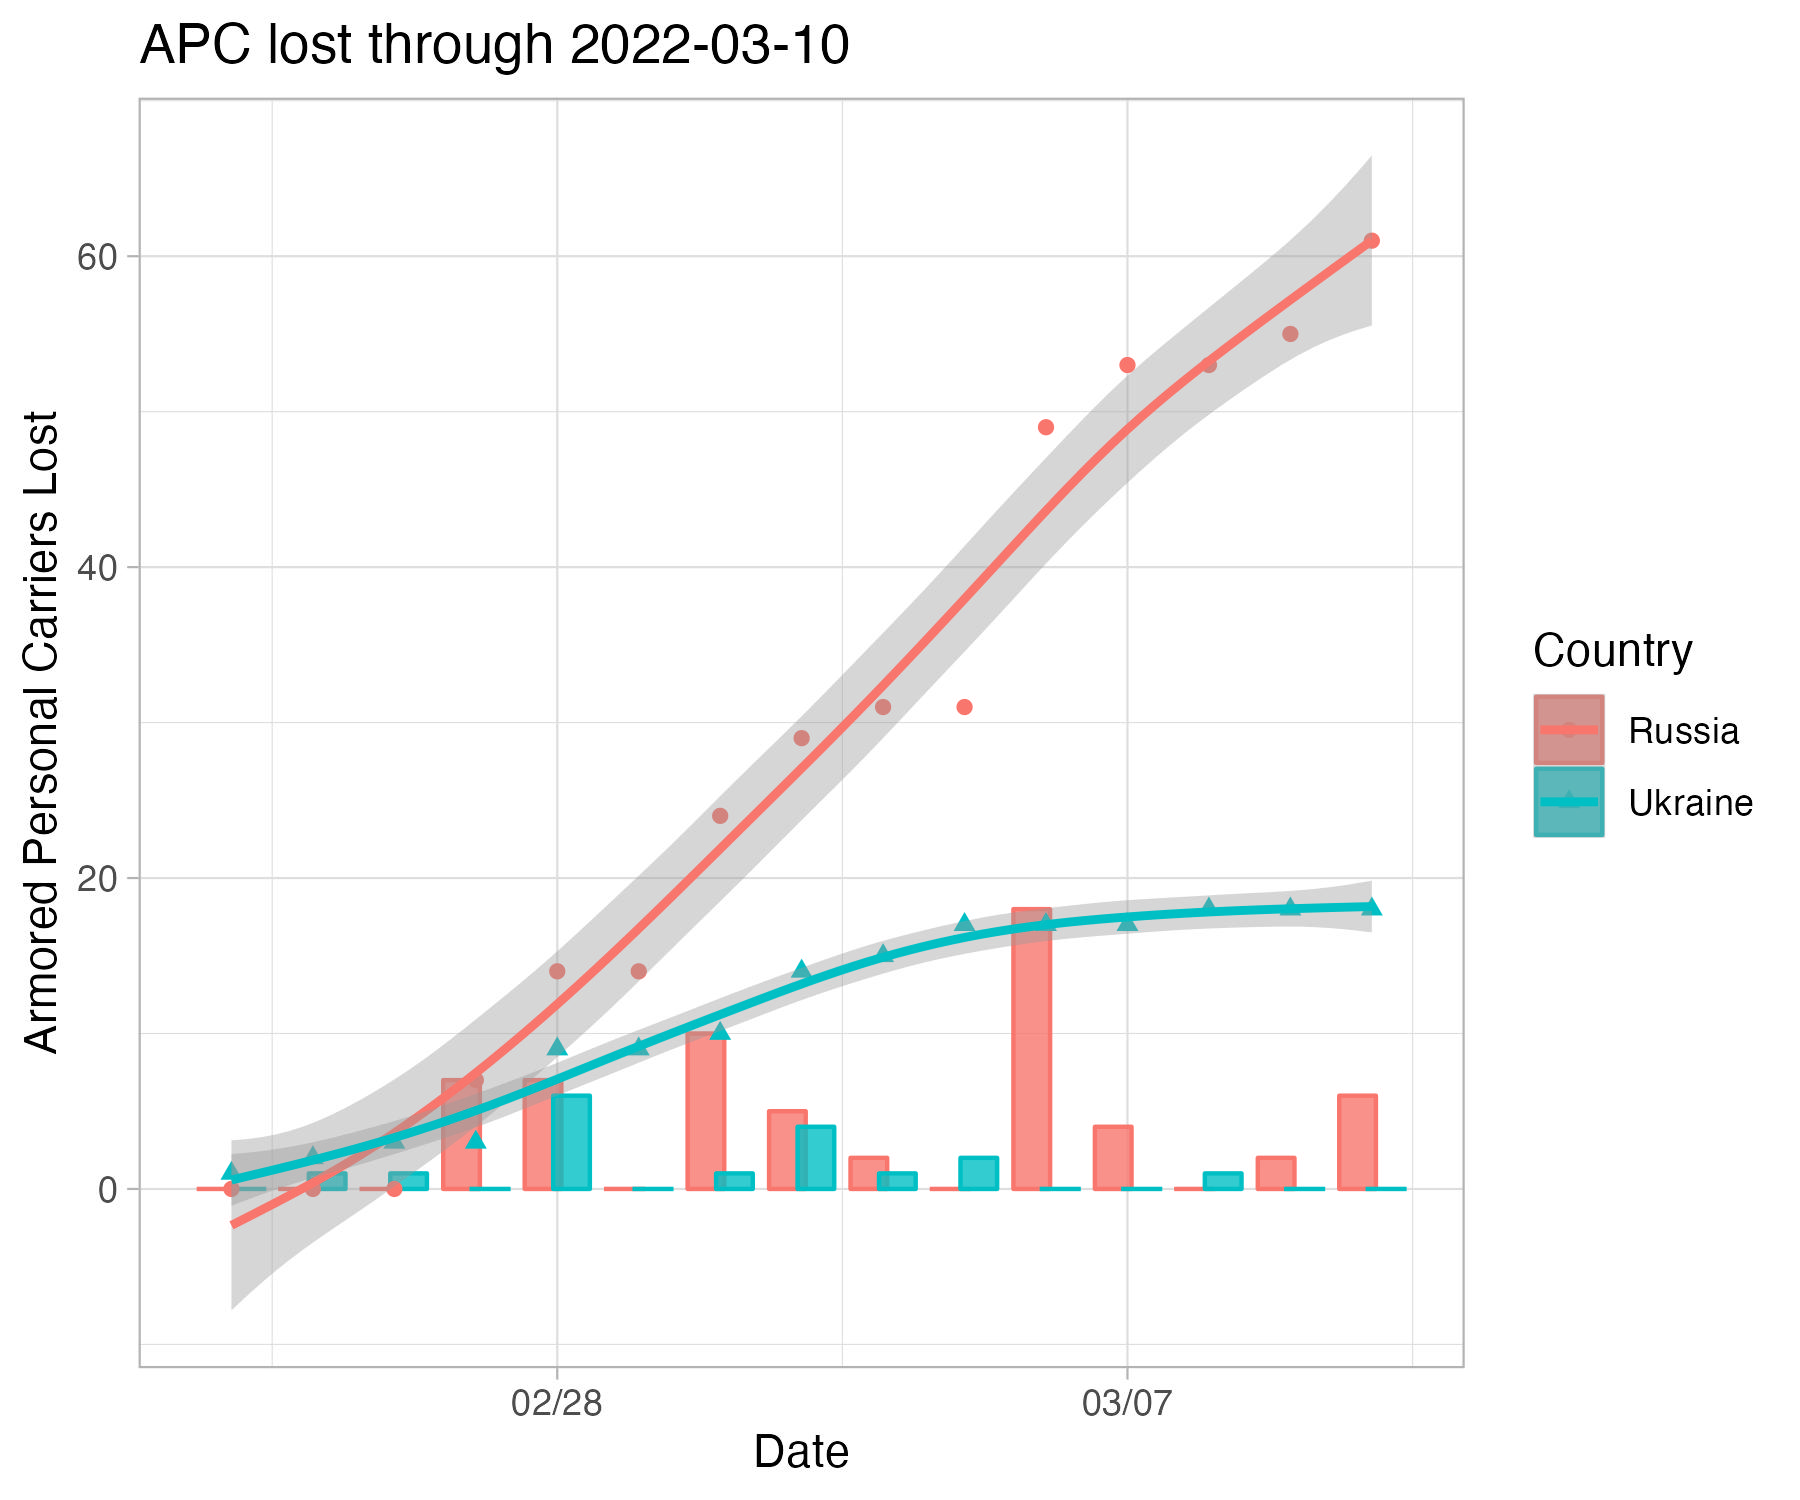 APC lost through 2022-03-10
Armored Personal Carriers Lost
60
40
20
0
02/28
03/07
Date
Country
Russia
Ukraine